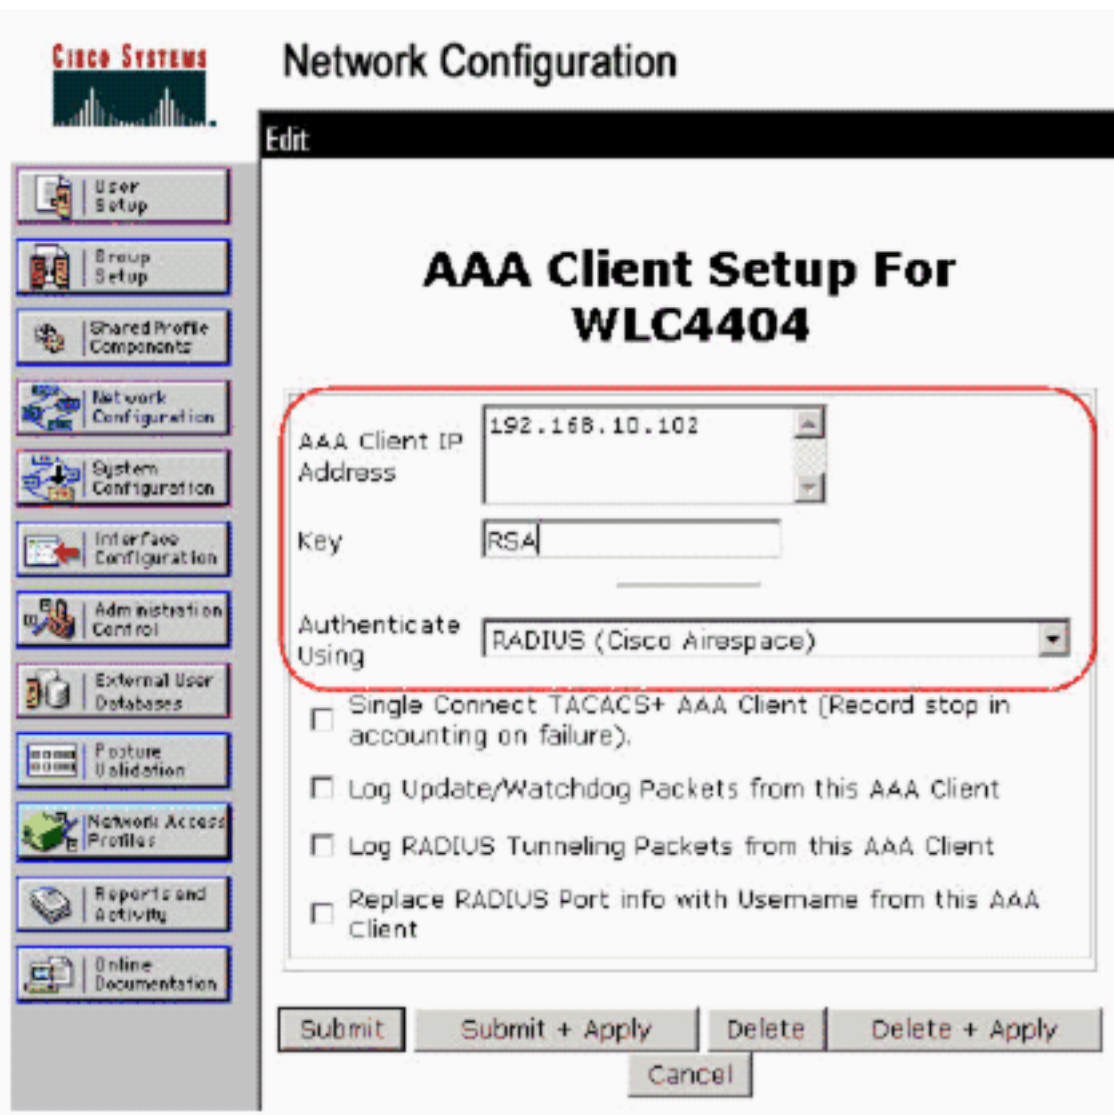 CISCO SYSTEMS
Network Configuration
Edit
User
Setup
Group
Setup
Shared Profile
Components
Network
Configuration
System
Configuration
Interface
Configuration
Administration
Control
External User
Databases
Posture
Validation
Network Access
Profiles
Reports and
Activity
Online
Documentation
AAA Client Setup For
WLC4404
AAA Client IP
Address
192.168.10.102
Key
RSA
Authenticate
Using
RADIUS (Cisco Airespace)
Single Connect TACACS+ AAA Client (Record stop in
accounting on failure).
Log Update/Watchdog Packets from this AAA Client
Log RADIUS Tunneling Packets from this AAA Client
Replace RADIUS Port info with Username from this AAA
Client
Submit
Submit + Apply
Delete
Delete + Apply
Cancel